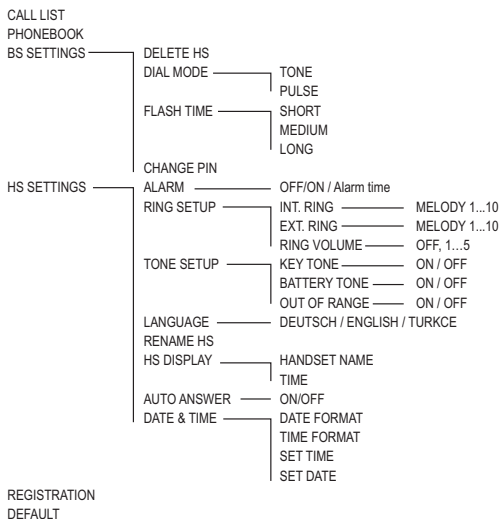 CALL LIST
PHONEBOOK
BS SETTINGS DELETE HS
DIAL MODE TONE
PULSE
FLASH TIME SHORT
MEDIUM
LONG
CHANGE PIN
HS SETTINGS ALARM OFF/ON / Alarm time
RING SETUP INT. RING MELODY 1...10
EXT. RING MELODY 1...10
RING VOLUME OFF, 1…5
TONE SETUP KEY TONE ON / OFF
BATTERY TONE ON / OFF
OUT OF RANGE ON / OFF
LANGUAGE DEUTSCH / ENGLISH / TURKCE
RENAME HS
HS DISPLAY HANDSET NAME
TIME
AUTO ANSWER ON/OFF
DATE & TIME DATE FORMAT
TIME FORMAT
SET TIME
SET DATE
REGISTRATION
DEFAULT